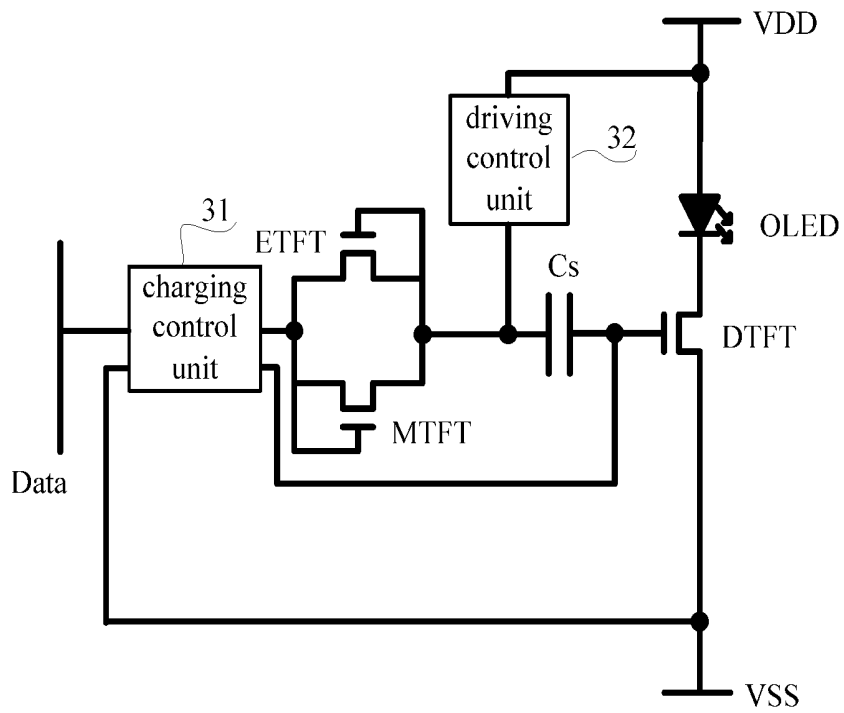 VDD
driving
control
unit
32
31
ETFT
OLED
Cs
charging
control
unit
DTFT
MTFT
Data
VSS